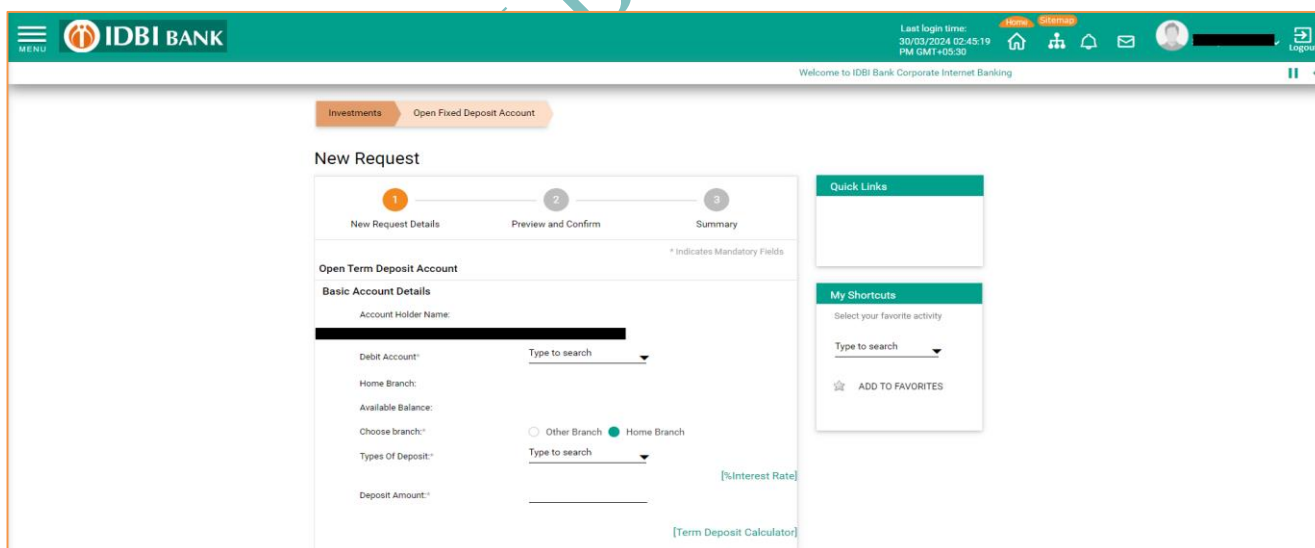 MENU
IDBI BANK
Last login time:
30/03/2024 02:45:19
PM GMT+05:30
Home
Sitemap
Logout
Welcome to IDBI Bank Corporate Internet Banking
Investments
Open Fixed Deposit Account
New Request
1
2
3
New Request Details
Preview and Confirm
Summary
* Indicates Mandatory Fields
Open Term Deposit Account
Basic Account Details
Account Holder Name:
Debit Account*
Type to search
Home Branch:
Available Balance:
Choose branch:*
Other Branch
Home Branch
Types Of Deposit:*
Type to search
[%Interest Rate]
Deposit Amount:*
[Term Deposit Calculator]
Quick Links
My Shortcuts
Select your favorite activity
Type to search
ADD TO FAVORITES